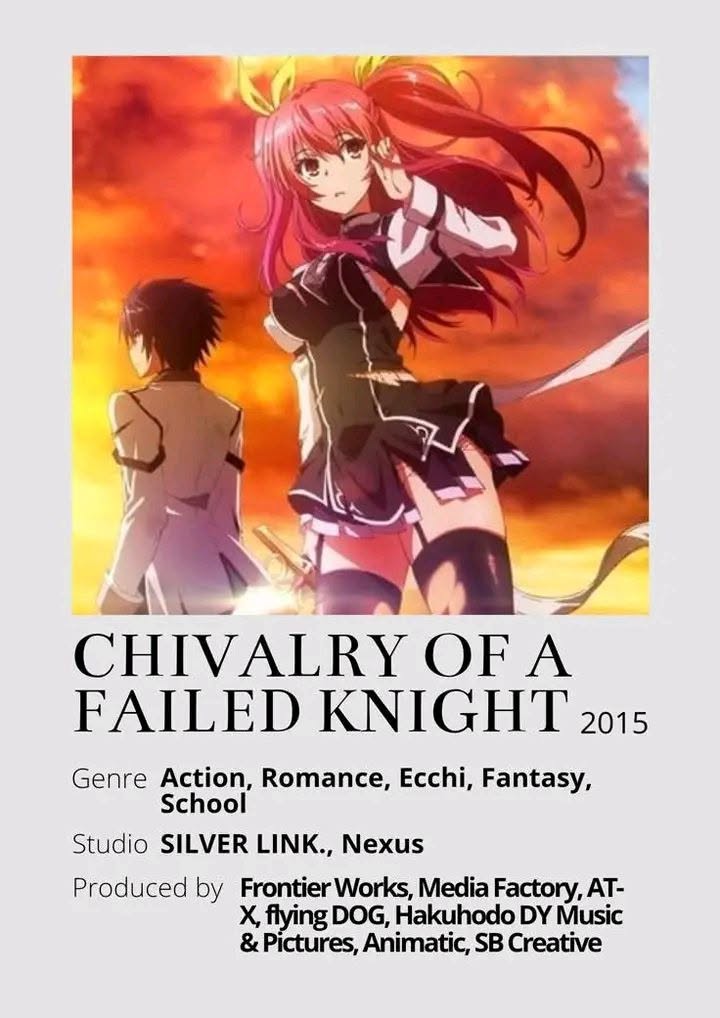 CHIVALRY OF A
FAILED KNIGHT 2015
Genre Action, Romance, Ecchi, Fantasy,
School
Studio SILVER LINK., Nexus
Produced by Frontier Works, Media Factory, AT-
X, flying DOG, Hakuhodo DY Music
& Pictures, Animatic, SB Creative